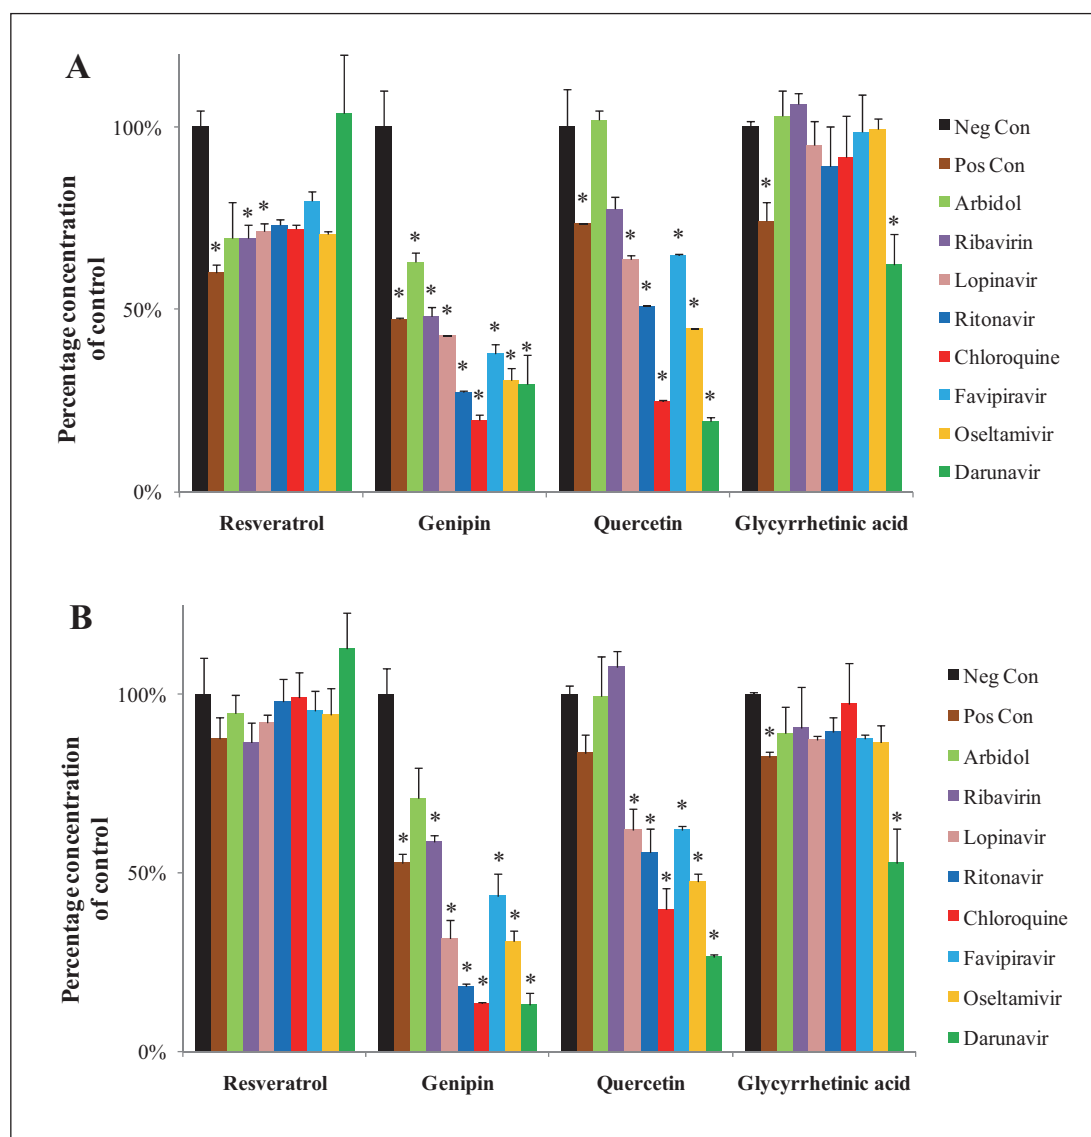 A
Percentage concentration
of control
100%
50%
0%
* * *
* * * * * * * *
* * * * * * *
* *
Resveratrol Genipin Quercetin Glycyrrhetinic acid
Neg Con
Pos Con
Arbidol
Ribavirin
Lopinavir
Ritonavir
Chloroquine
Favipiravir
Oseltamivir
Darunavir
B
Percentage concentration
of control
100%
50%
0%
* * * * * * * *
* * * * * *
* *
Resveratrol Genipin Quercetin Glycyrrhetinic acid
Neg Con
Pos Con
Arbidol
Ribavirin
Lopinavir
Ritonavir
Chloroquine
Favipiravir
Oseltamivir
Darunavir